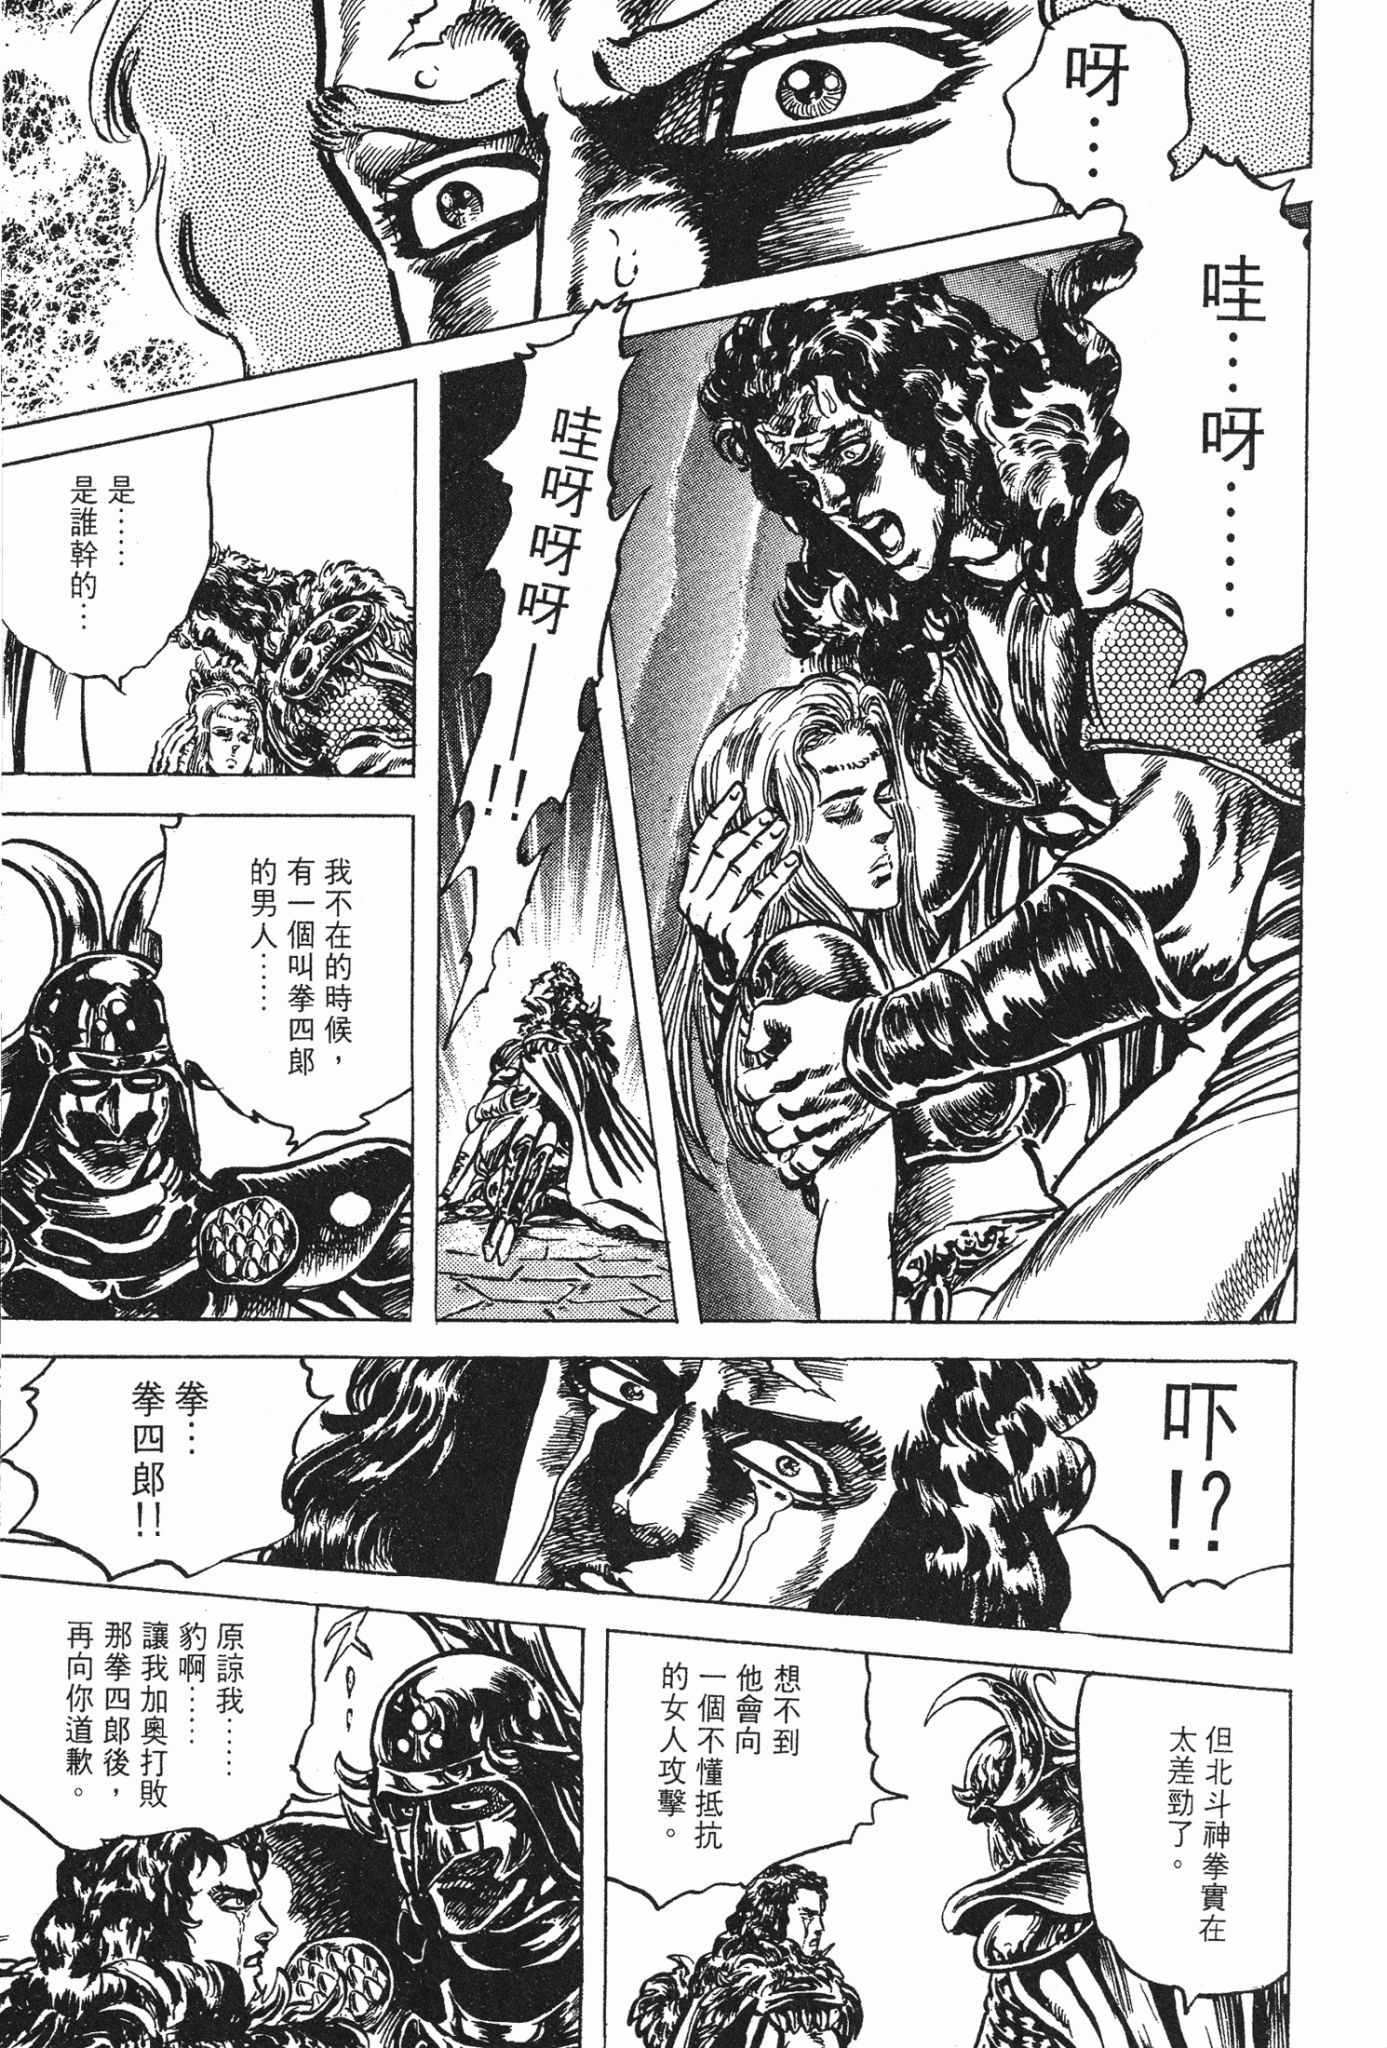 呀……
哇……呀………
哇呀呀呀——!!
是……
是誰幹的…
我不在的時候，
有一個叫拳四郎
的男人……
吓!?
拳…
拳四郎!!
但北斗神拳實在
太差勁了。
想不到
他會向
一個不懂抵抗
的女人攻擊。
原諒我……
豹啊……
讓我加奧打敗
那拳四郎後，
再向你道歉。